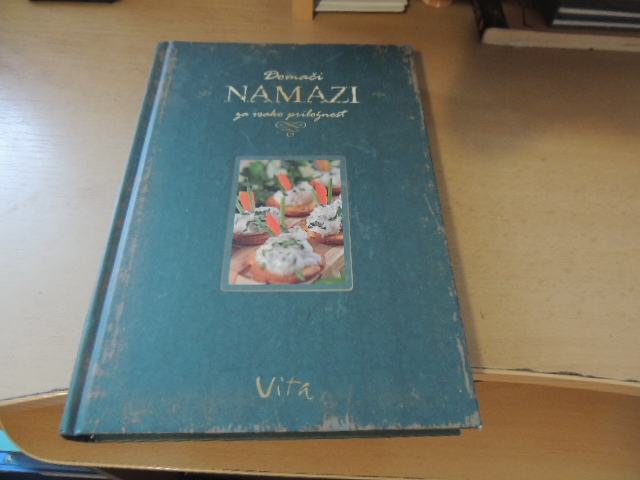 Domači
NAMAZI
za vsako priložnost
Vita